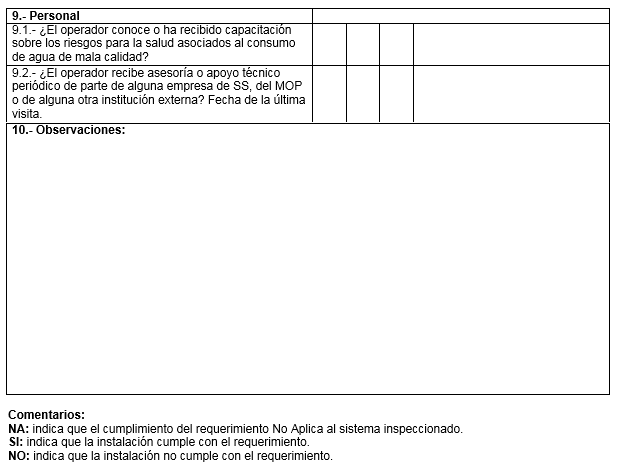 9.- Personal
9.1.- ¿El operador conoce o ha recibido capacitación
sobre los riesgos para la salud asociados al consumo
de agua de mala calidad?
9.2.- ¿El operador recibe asesoría o apoyo técnico
periódico de parte de alguna empresa de SS, del MOP
o de alguna otra institución externa? Fecha de la última
visita.
10.- Observaciones:
Comentarios:
NA: indica que el cumplimiento del requerimiento No Aplica al sistema inspeccionado.
SI: indica que la instalación cumple con el requerimiento.
NO: indica que la instalación no cumple con el requerimiento.